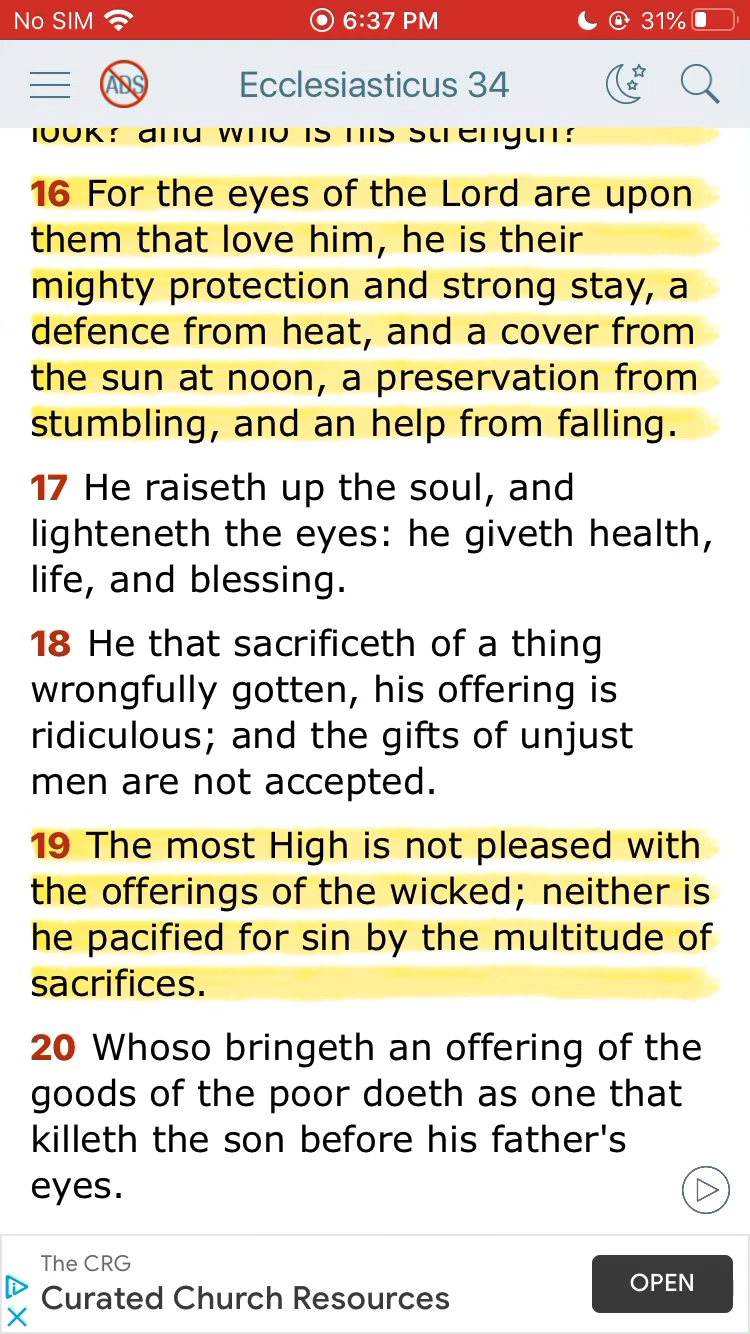 No SIM 6:37 PM 31%
ADS Ecclesiasticus 34
look? and who is his strength?
16 For the eyes of the Lord are upon
them that love him, he is their
mighty protection and strong stay, a
defence from heat, and a cover from
the sun at noon, a preservation from
stumbling, and an help from falling.
17 He raiseth up the soul, and
lighteneth the eyes: he giveth health,
life, and blessing.
18 He that sacrificeth of a thing
wrongfully gotten, his offering is
ridiculous; and the gifts of unjust
men are not accepted.
19 The most High is not pleased with
the offerings of the wicked; neither is
he pacified for sin by the multitude of
sacrifices.
20 Whoso bringeth an offering of the
goods of the poor doeth as one that
killeth the son before his father's
eyes.
The CRG
Curated Church Resources
OPEN